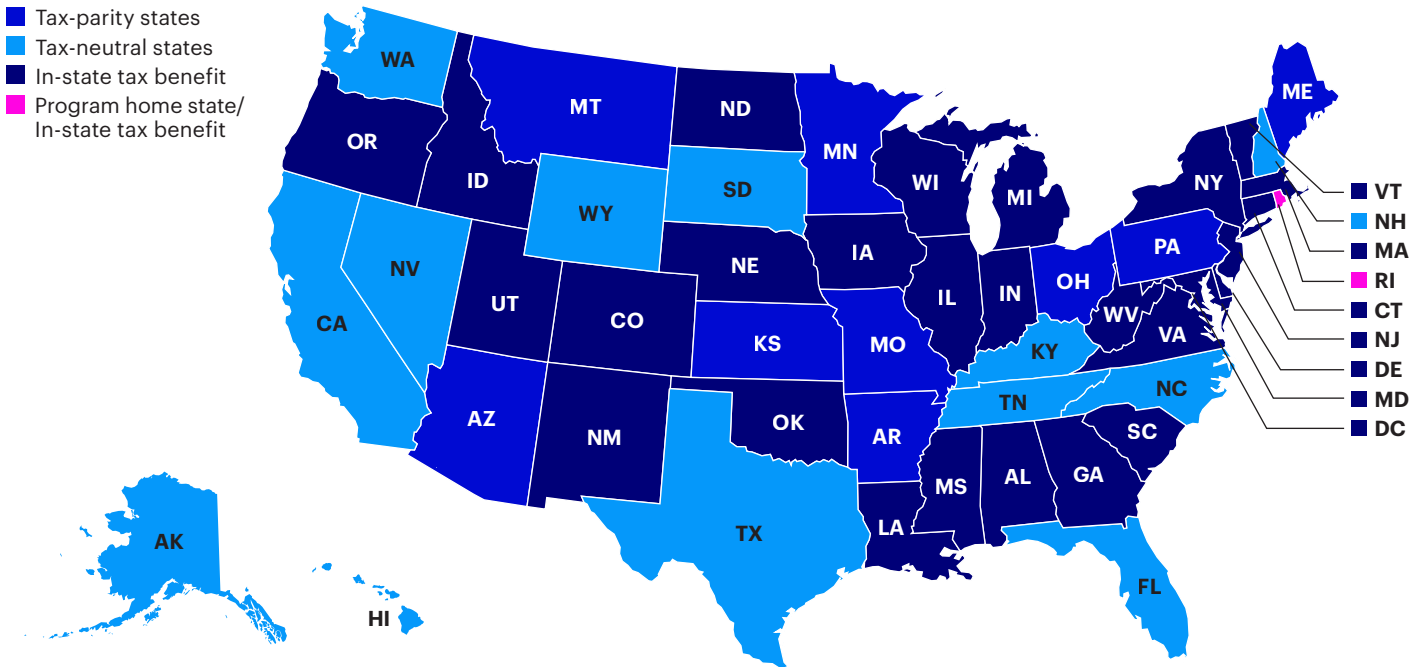 Tax-parity states
Tax-neutral states
In-state tax benefit
Program home state/
In-state tax benefit
WA
MT
ND
MN
ME
OR
ID
WY
SD
WI
MI
NY
VT
NH
MA
RI
CT
NJ
DE
MD
DC
NV
UT
CO
NE
IA
IL
IN
OH
PA
WV
VA
CA
KS
MO
KY
NC
TN
AZ
NM
OK
AR
SC
MS
AL
GA
TX
LA
FL
AK
HI